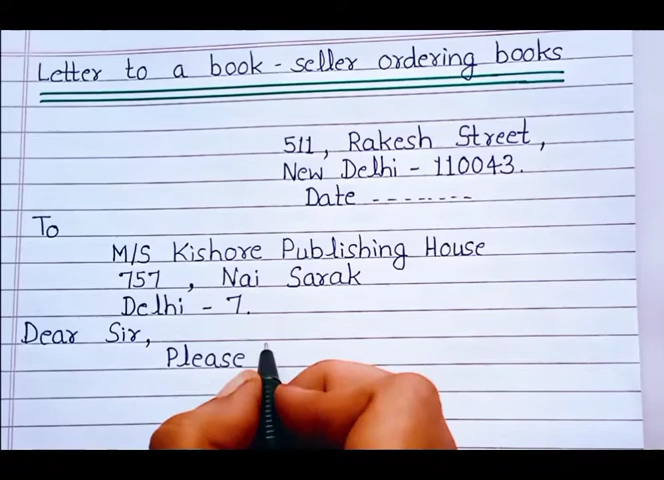 Letter to a book-seller ordering books
511, Rakesh Street,
New Delhi - 110043.
Date --------
To
M/S Kishore Publishing House
757, Nai Sarak
Delhi - 7.
Dear Sir,
Please